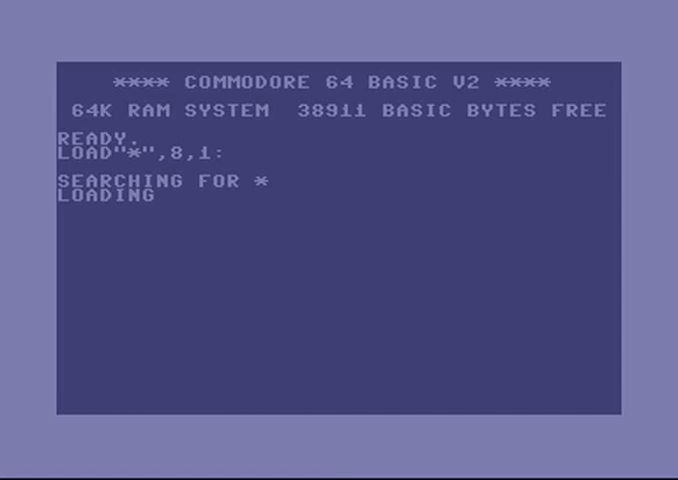 **** COMMODORE 64 BASIC V2 ****
64K RAM SYSTEM  38911 BASIC BYTES FREE
READY.
LOAD"*",8,1:
SEARCHING FOR *
LOADING